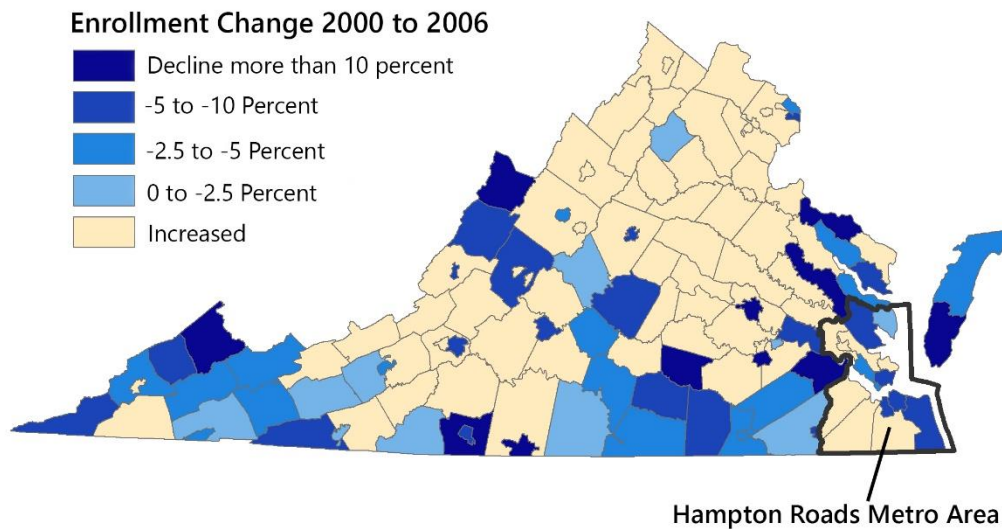 Enrollment Change 2000 to 2006
Decline more than 10 percent
-5 to -10 Percent
-2.5 to -5 Percent
0 to -2.5 Percent
Increased
Hampton Roads Metro Area